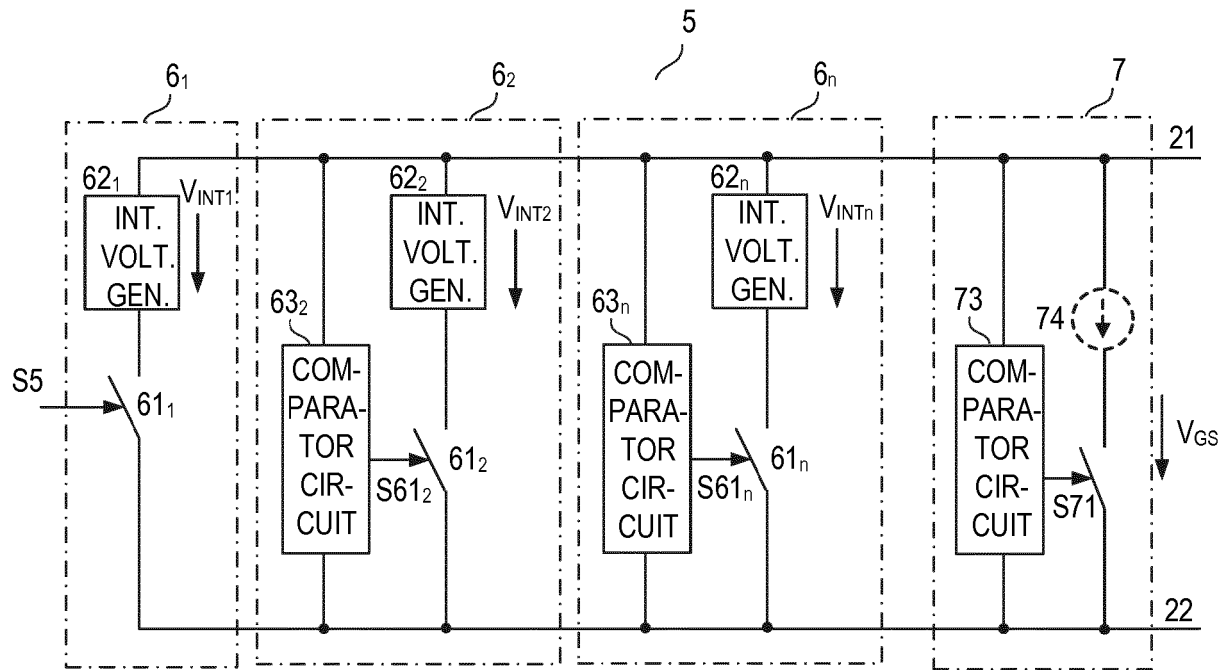 5
6₁
6₂
6ₙ
7
21
62₁
V_INT1
62₂
V_INT2
62ₙ
V_INTn
INT.
VOLT.
GEN.
INT.
VOLT.
GEN.
INT.
VOLT.
GEN.
63₂
63ₙ
73
74
S5
61₁
COM-
PARA-
TOR
CIR-
CUIT
61₂
S61₂
COM-
PARA-
TOR
CIR-
CUIT
61ₙ
S61ₙ
COM-
PARA-
TOR
CIR-
CUIT
S71
V_GS
22